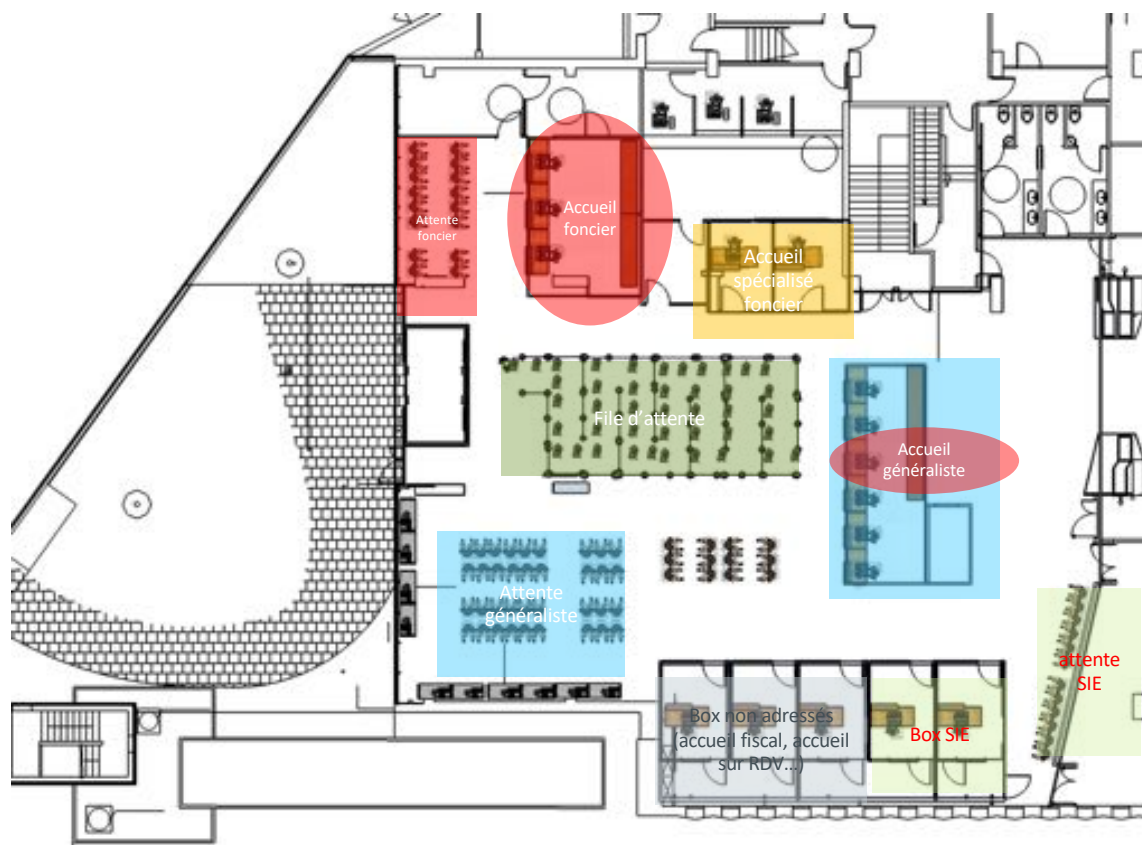 Attente
foncier
Accueil
foncier
Accueil
spécialisé
foncier
File d'attente
Accueil
généraliste
Attente
généraliste
attente
SIE
Box non adressés
(accueil fiscal, accueil
sur RDV...)
Box SIE